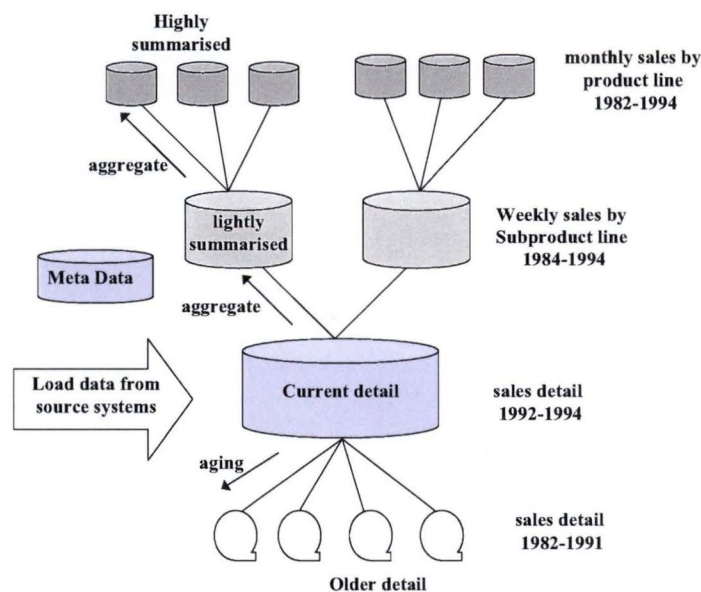 Highly
summarised
monthly sales by
product line
1982-1994
aggregate
lightly
summarised
Weekly sales by
Subproduct line
1984-1994
Meta Data
aggregate
Load data from
source systems
Current detail
sales detail
1992-1994
aging
sales detail
1982-1991
Older detail